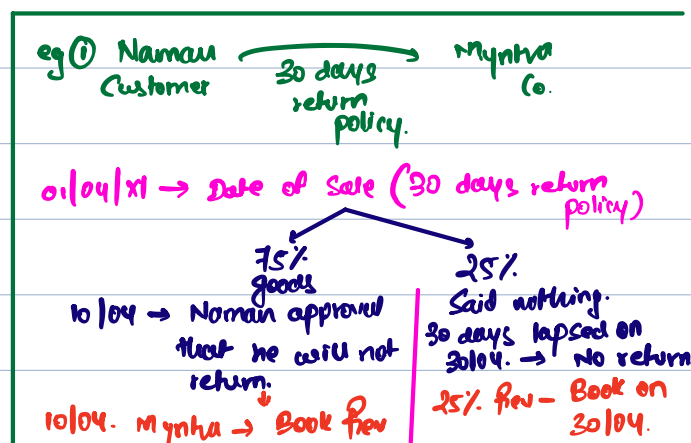 eg ① Naman → Myntra
Customer 30 days Co.
return
policy.
01/04/x1 → Date of Sale (30 days return
policy)
75% 25%
goods Said nothing.
10/04 → Naman approved 30 days lapsed on
that he will not 30/04. → No return
return.
25% Rev - Book on
10/04. Myntra → Book Rev 30/04.